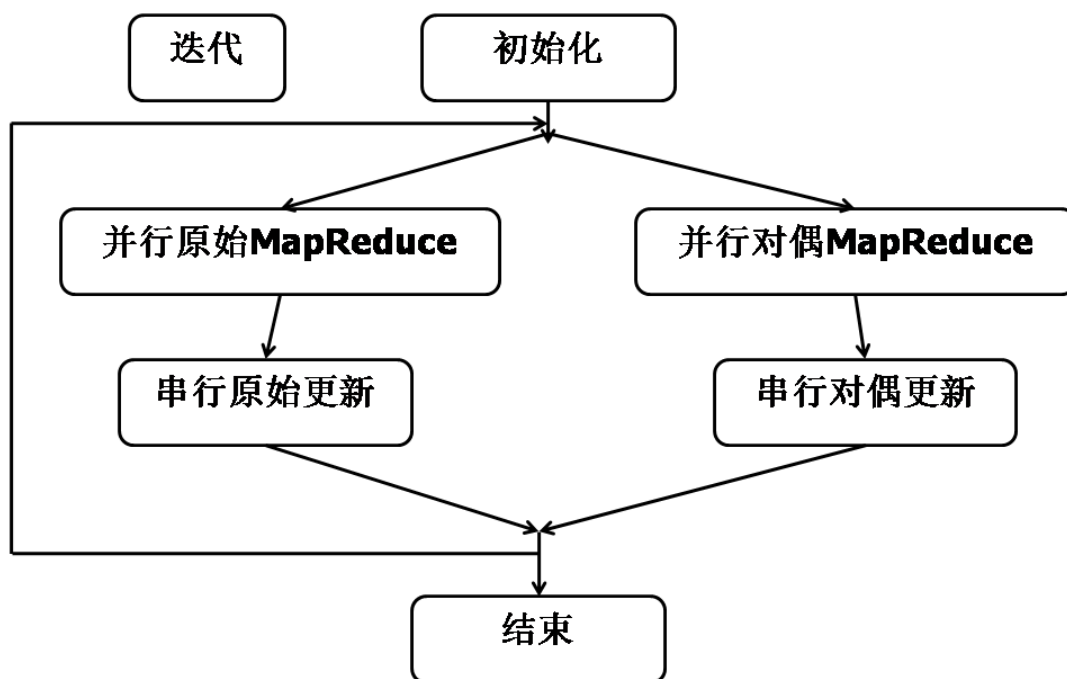 迭代
初始化
并行原始MapReduce
并行对偶MapReduce
串行原始更新
串行对偶更新
结束